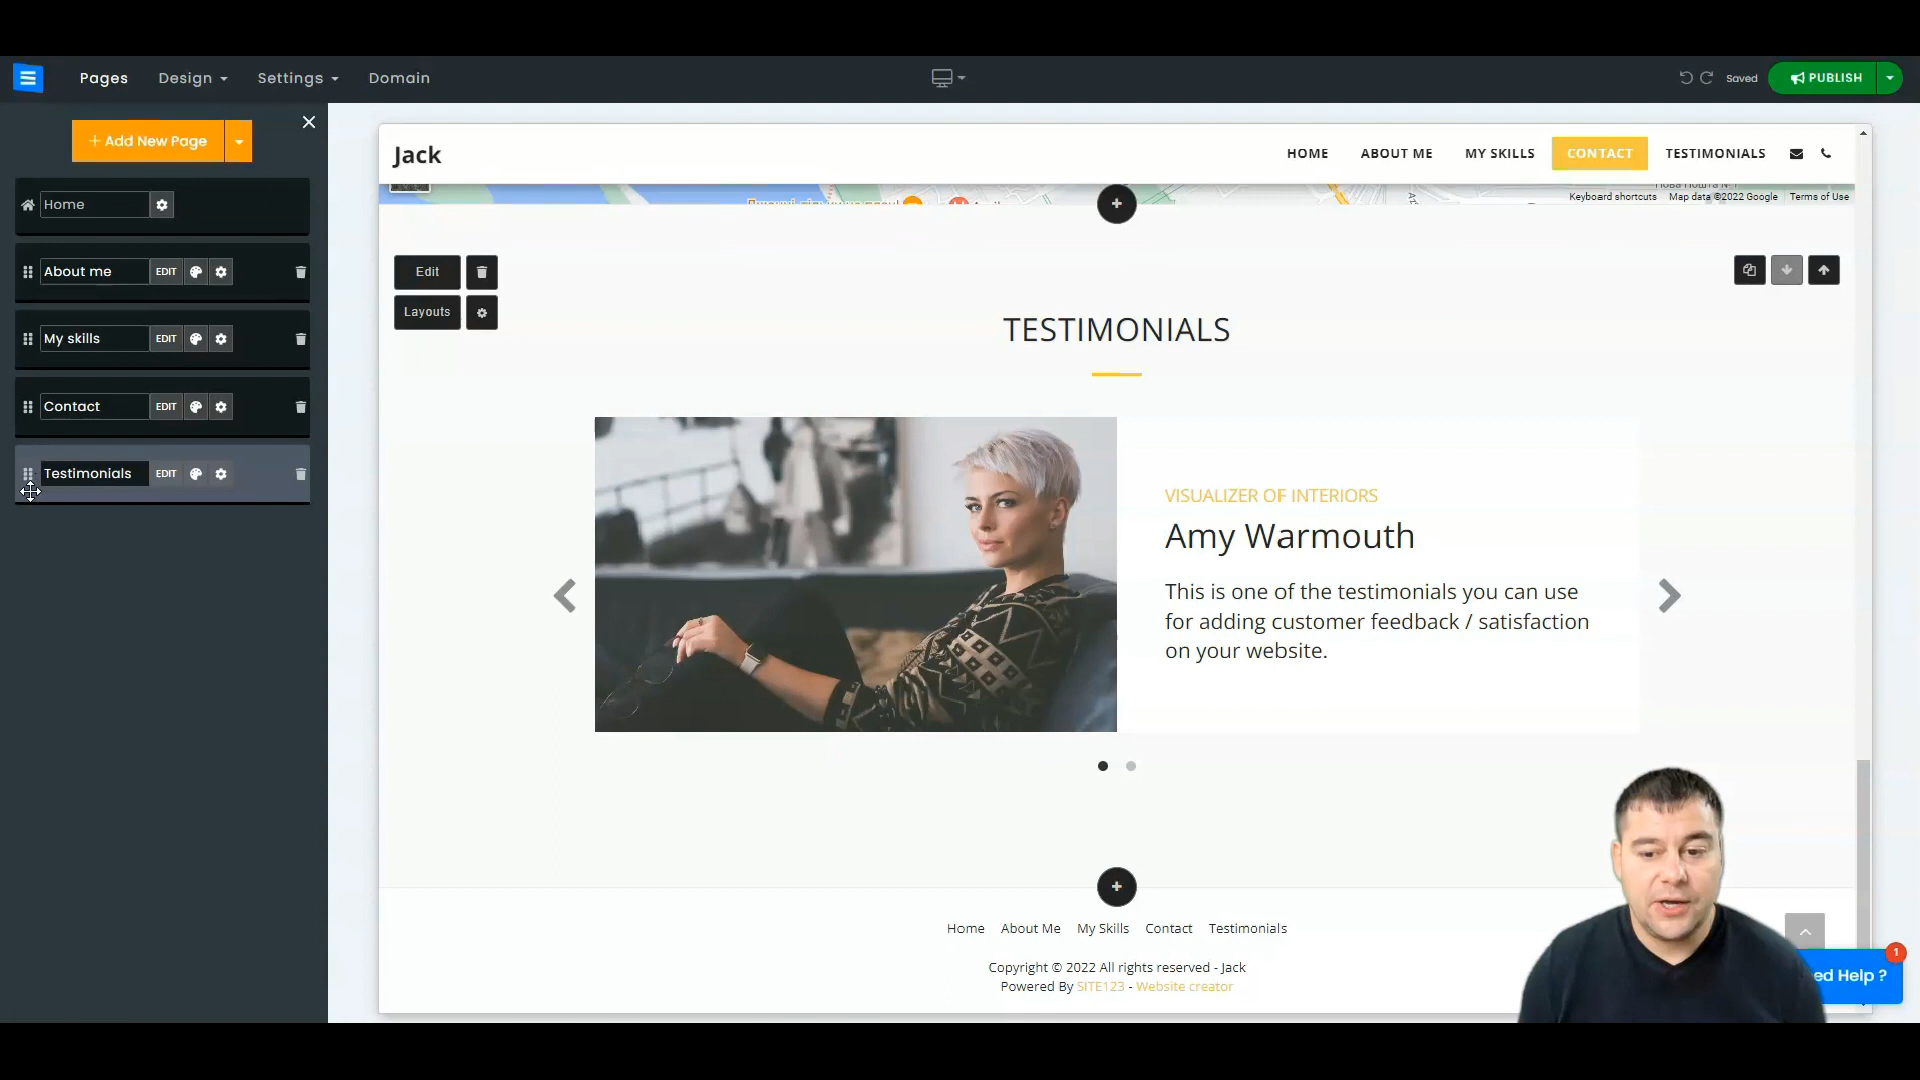 Pages
Design
Settings
Domain
Saved
PUBLISH
+ Add New Page
Home
About me
EDIT
My skills
EDIT
Contact
EDIT
Testimonials
EDIT
Jack
HOME
ABOUT ME
MY SKILLS
CONTACT
TESTIMONIALS
Keyboard shortcuts
Map data ©2022 Google
Terms of Use
Edit
Layouts
TESTIMONIALS
VISUALIZER OF INTERIORS
Amy Warmouth
This is one of the testimonials you can use
for adding customer feedback / satisfaction
on your website.
Home
About Me
My Skills
Contact
Testimonials
Copyright © 2022 All rights reserved - Jack
Powered By SITE123 - Website creator
1
ed Help ?